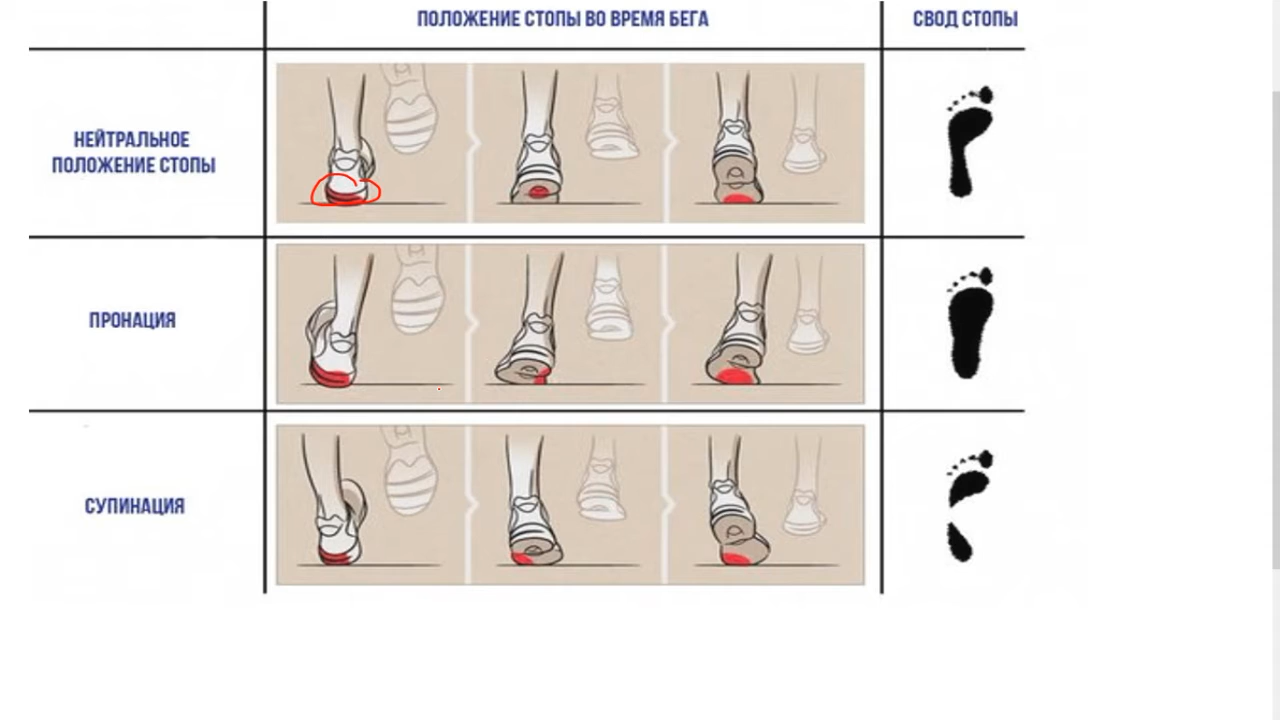 ПОЛОЖЕНИЕ СТОПЫ ВО ВРЕМЯ БЕГА
СВОД СТОПЫ
НЕЙТРАЛЬНОЕ
ПОЛОЖЕНИЕ СТОПЫ
ПРОНАЦИЯ
СУПИНАЦИЯ